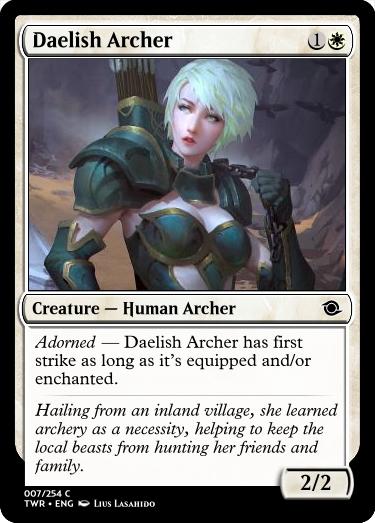 Daelish Archer 1
Creature — Human Archer
Adorned — Daelish Archer has first
strike as long as it's equipped and/or
enchanted.
Hailing from an inland village, she learned
archery as a necessity, helping to keep the
local beasts from hunting her friends and
family.
2/2
007/254 C
TWR • ENG Lius Lasahido